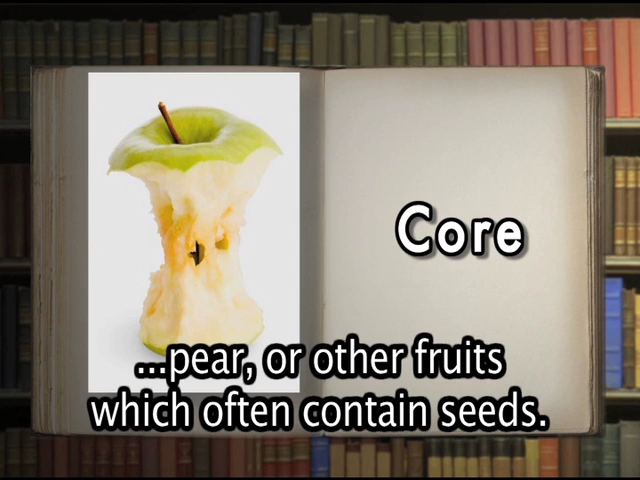 Core
...pear, or other fruits
which often contain seeds.